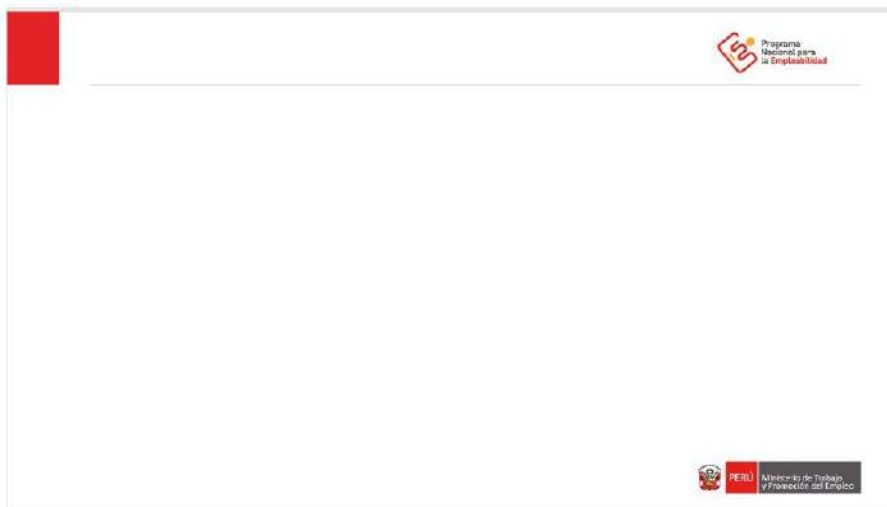 Programa
Nacional para
la Empleabilidad
PERÚ
Ministerio de Trabajo
y Promoción del Empleo